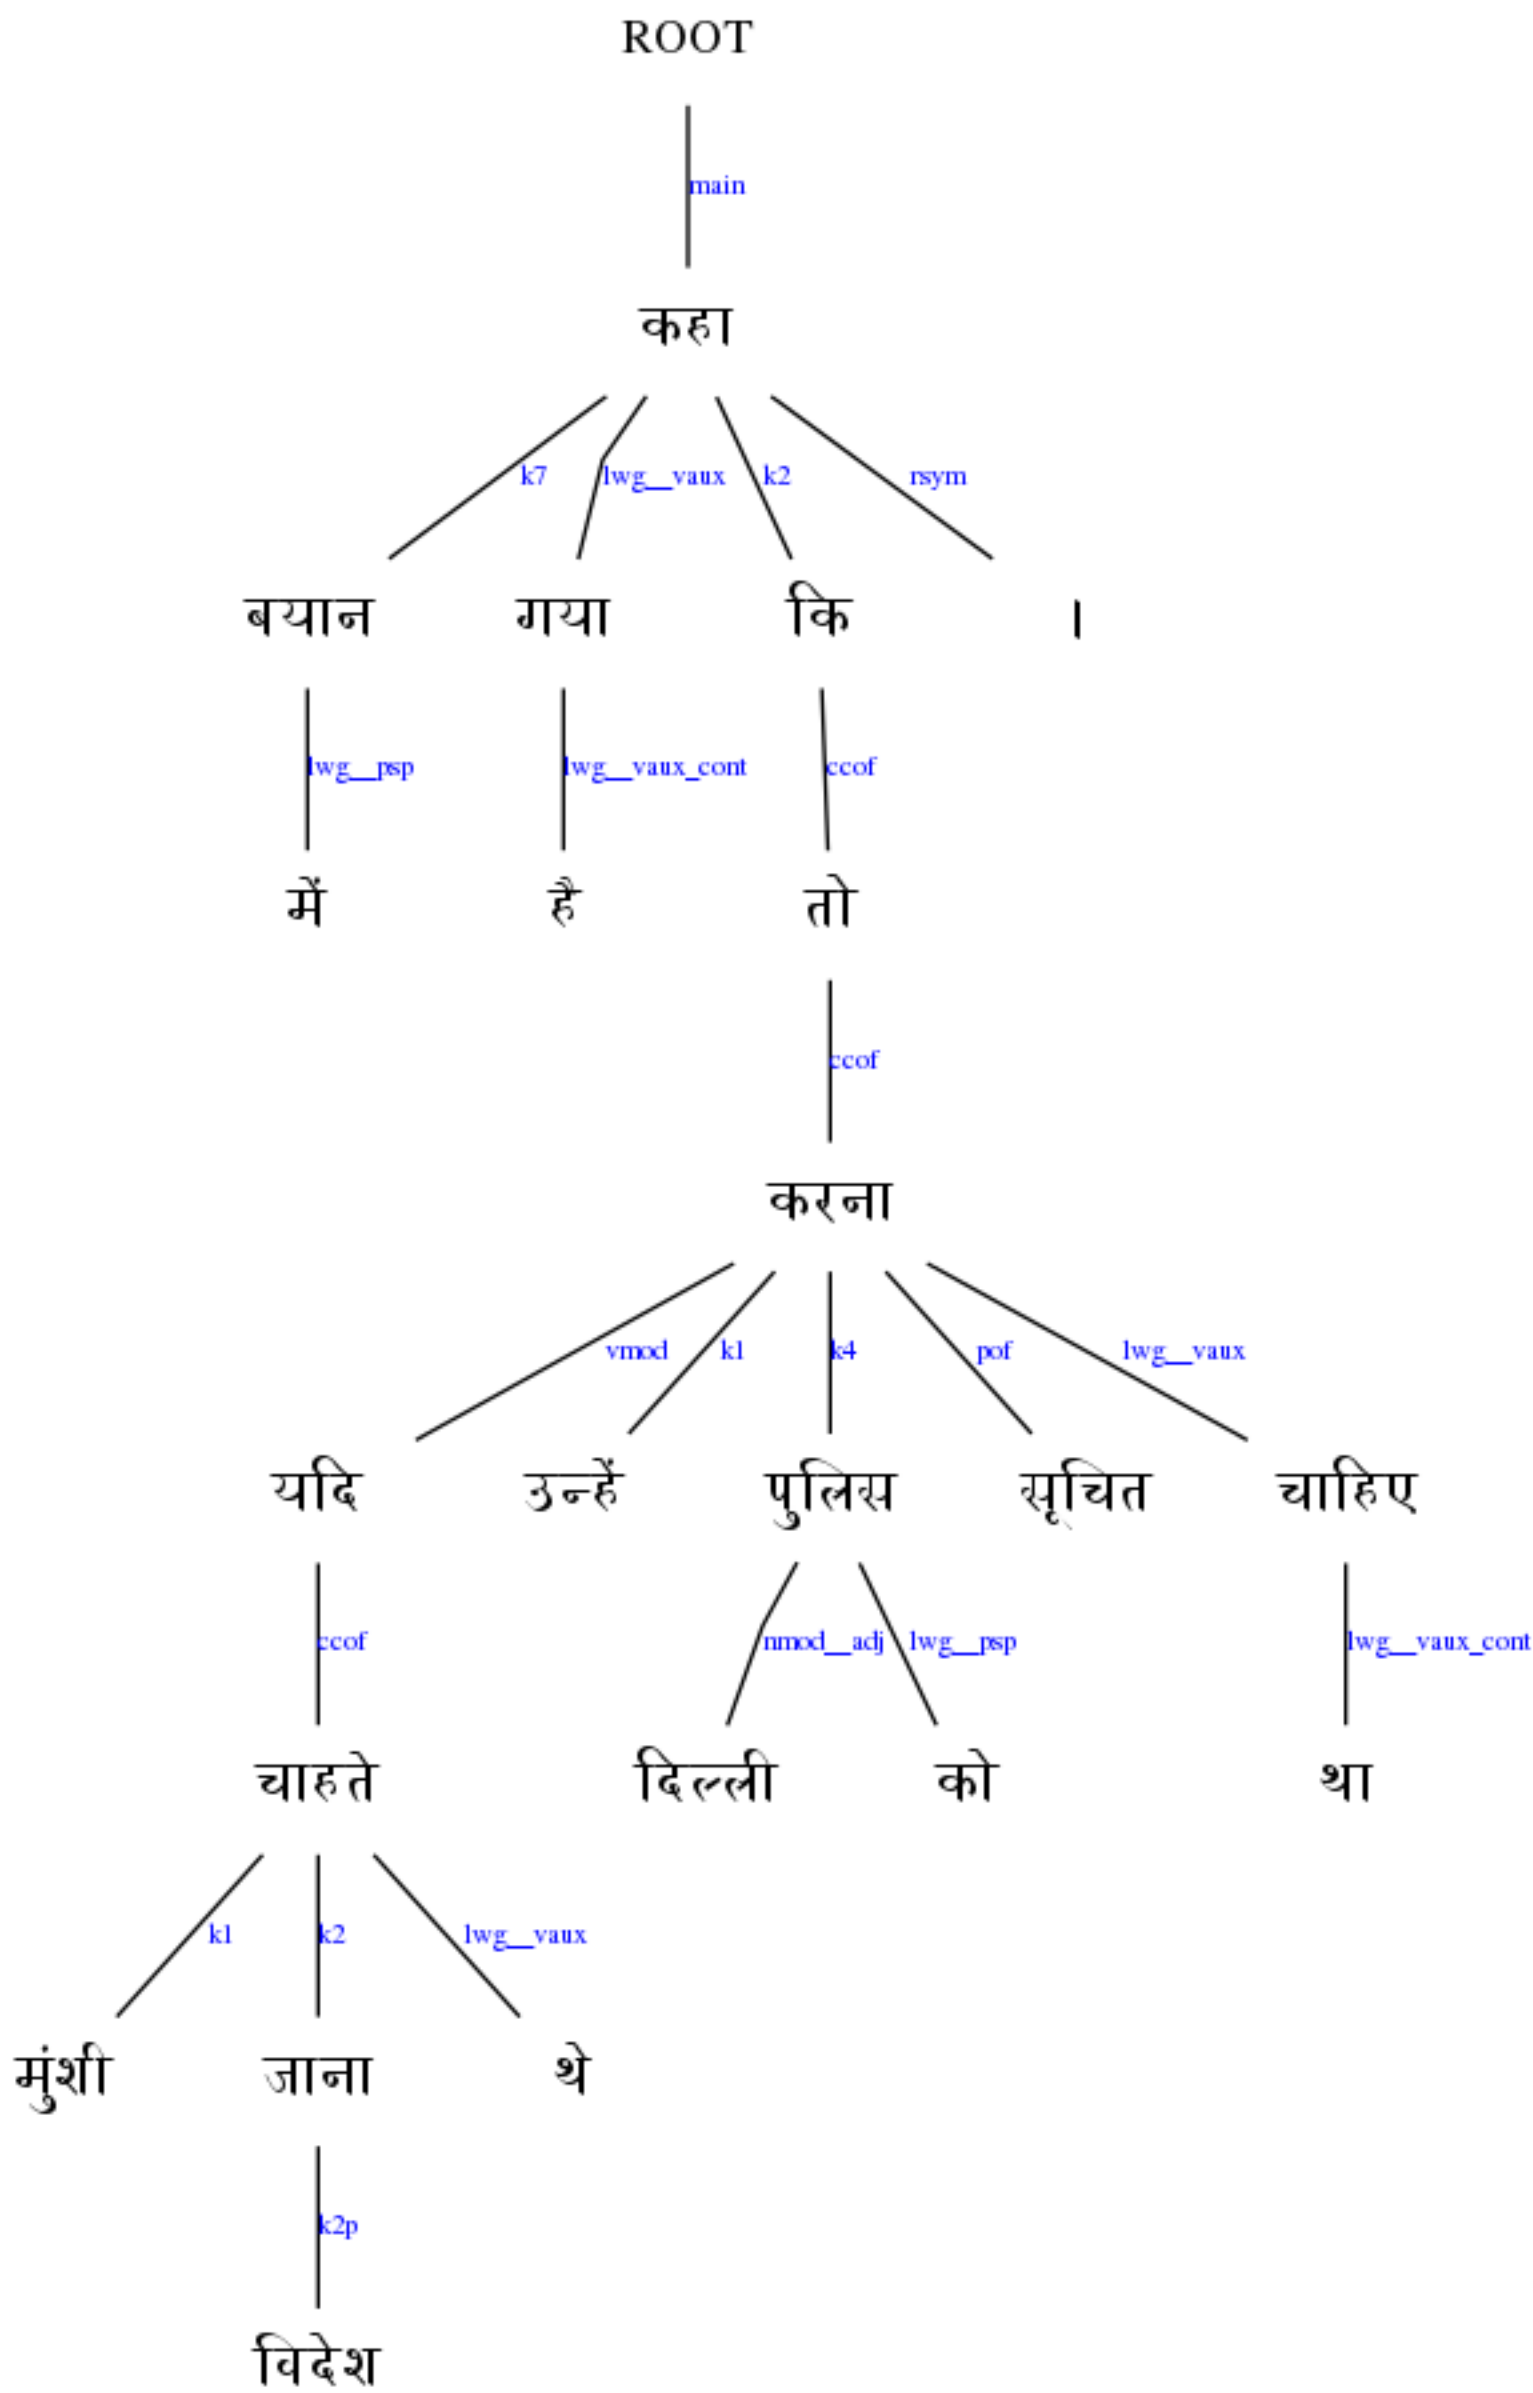 ROOT
main
कहा
k7 lwg__vaux k2 rsym
बयान गया कि ।
lwg__psp lwg__vaux_cont ccof
में है तो
ccof
करना
vmod k1 k4 pof lwg__vaux
यदि उन्हें पुलिस सूचित चाहिए
ccof nmod__adj lwg__psp lwg__vaux_cont
चाहते दिल्ली को था
k1 k2 lwg__vaux
मुंशी जाना थे
k2p
विदेश